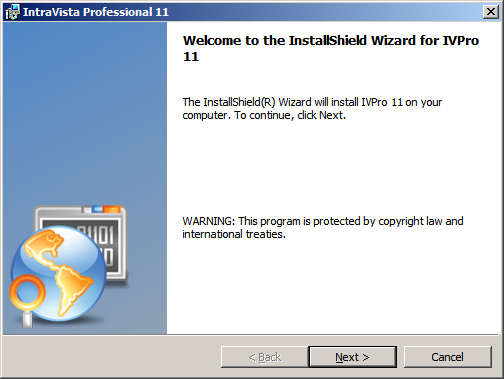 IntraVista Professional 11
Welcome to the InstallShield Wizard for IVPro
11
The InstallShield(R) Wizard will install IVPro 11 on your
computer. To continue, click Next.
WARNING: This program is protected by copyright law and
international treaties.
< Back
Next >
Cancel